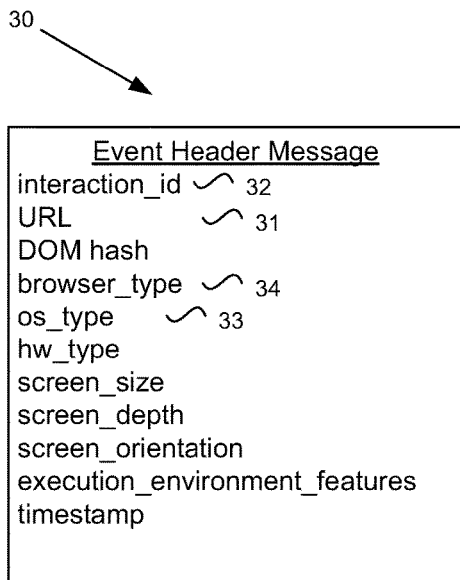 30
Event Header Message
interaction_id 32
URL 31
DOM hash
browser_type 34
os_type 33
hw_type
screen_size
screen_depth
screen_orientation
execution_environment_features
timestamp